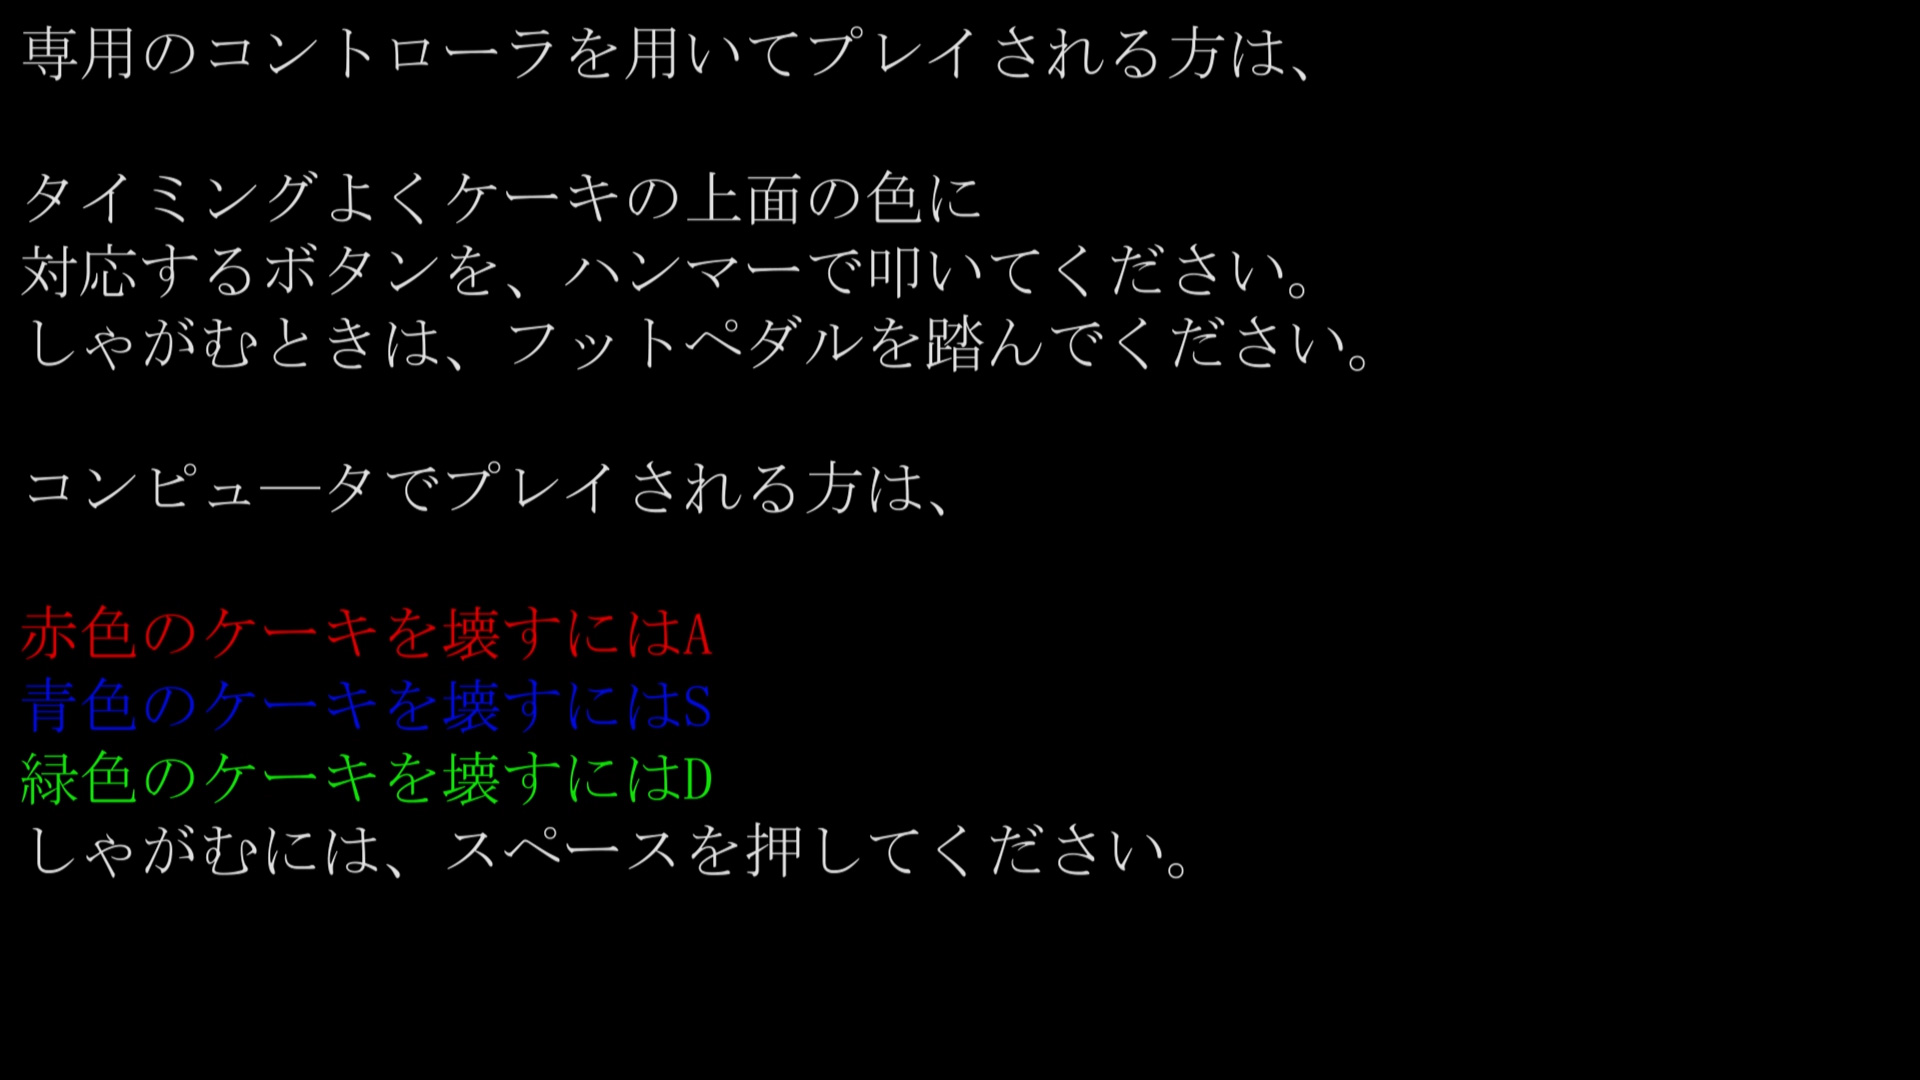 専用のコントローラを用いてプレイされる方は、
タイミングよくケーキの上面の色に
対応するボタンを、ハンマーで叩いてください。
しゃがむときは、フットペダルを踏んでください。
コンピュ―タでプレイされる方は、
赤色のケーキを壊すにはA
青色のケーキを壊すにはS
緑色のケーキを壊すにはD
しゃがむには、スペースを押してください。